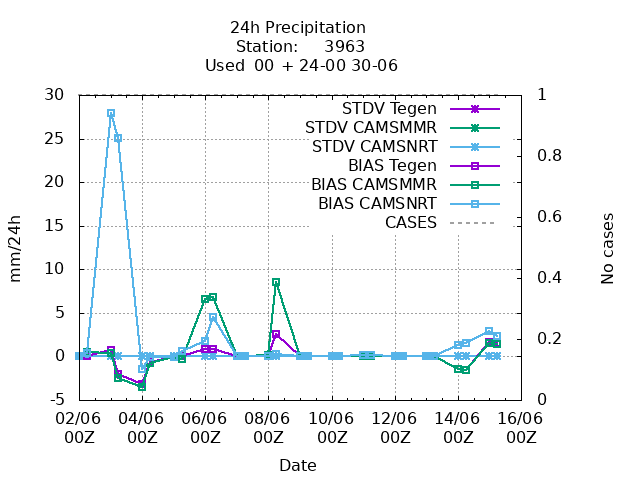 24h Precipitation
Station: 3963
Used 00 + 24-00 30-06
STDV Tegen
STDV CAMSMMR
STDV CAMSNRT
BIAS Tegen
BIAS CAMSMMR
BIAS CAMSNRT
CASES
30
25
20
15
10
5
0
-5
mm/24h
1
0.8
0.6
0.4
0.2
0
No cases
02/06 04/06 06/06 08/06 10/06 12/06 14/06 16/06
00Z 00Z 00Z 00Z 00Z 00Z 00Z 00Z
Date